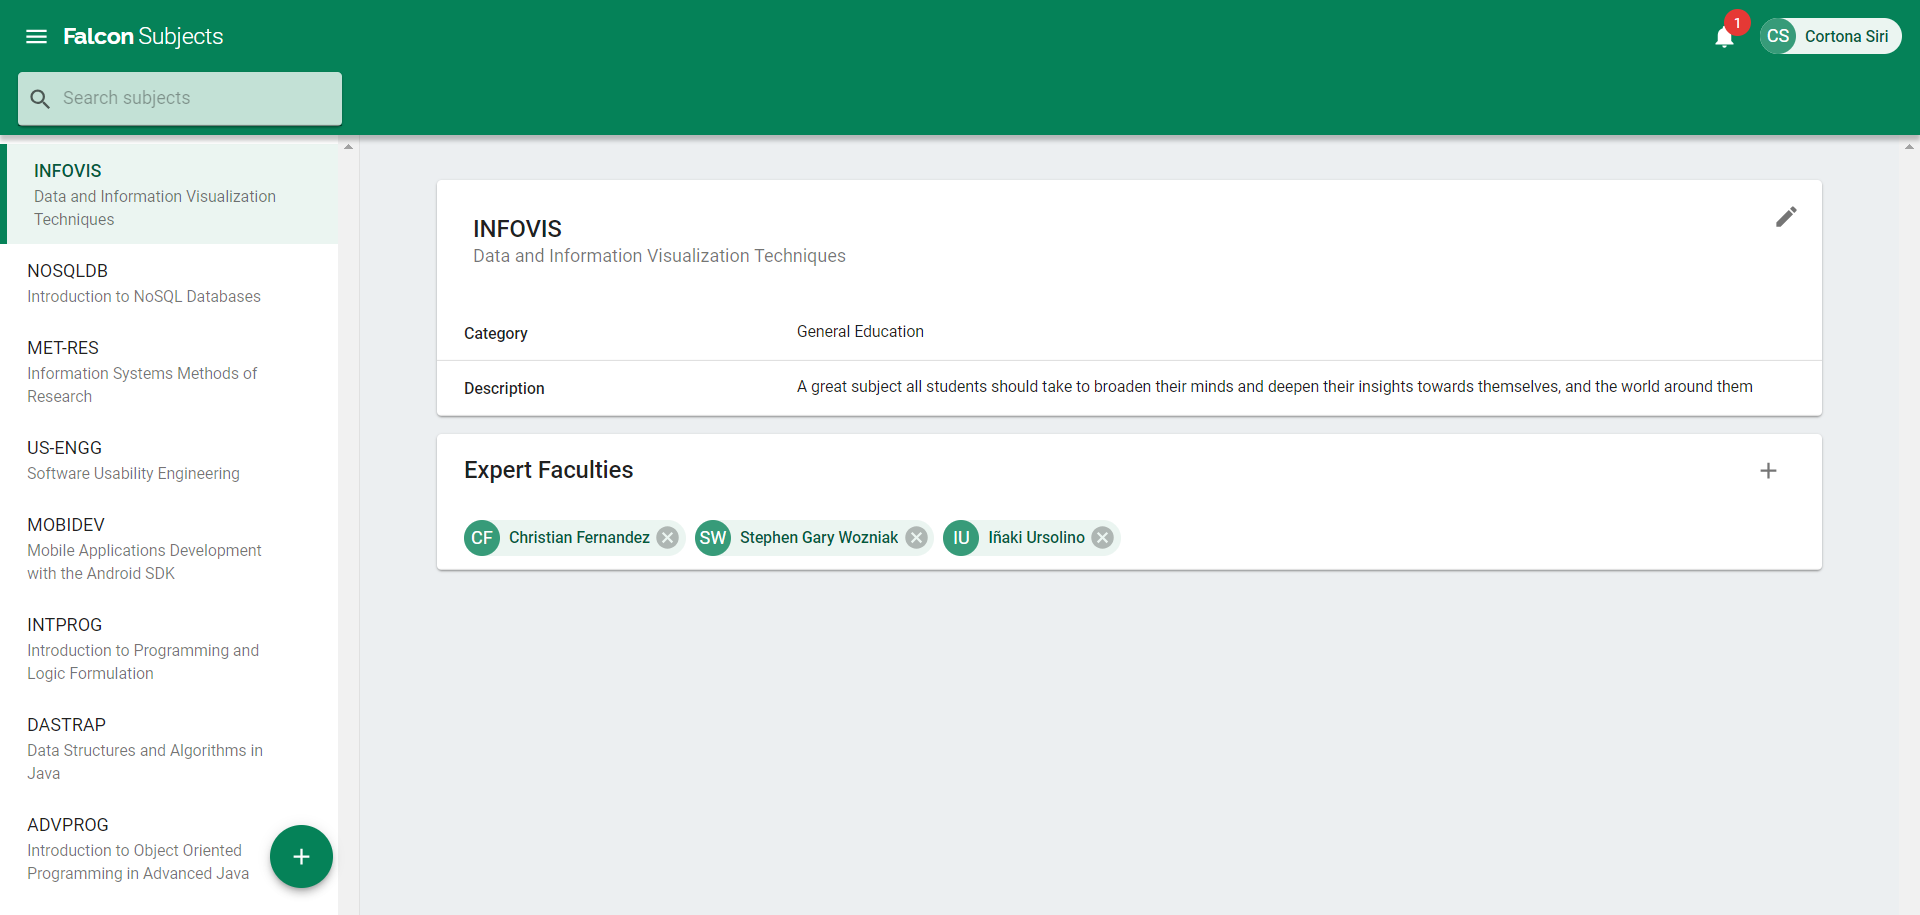 Falcon Subjects
1
CS Cortona Siri
Search subjects
INFOVIS
Data and Information Visualization
Techniques
NOSQLDB
Introduction to NoSQL Databases
MET-RES
Information Systems Methods of
Research
US-ENGG
Software Usability Engineering
MOBIDEV
Mobile Applications Development
with the Android SDK
INTPROG
Introduction to Programming and
Logic Formulation
DASTRAP
Data Structures and Algorithms in
Java
ADVPROG
Introduction to Object Oriented
Programming in Advanced Java
INFOVIS
Data and Information Visualization Techniques
Category General Education
Description A great subject all students should take to broaden their minds and deepen their insights towards themselves, and the world around them
Expert Faculties
CF Christian Fernandez SW Stephen Gary Wozniak IU Iñaki Ursolino